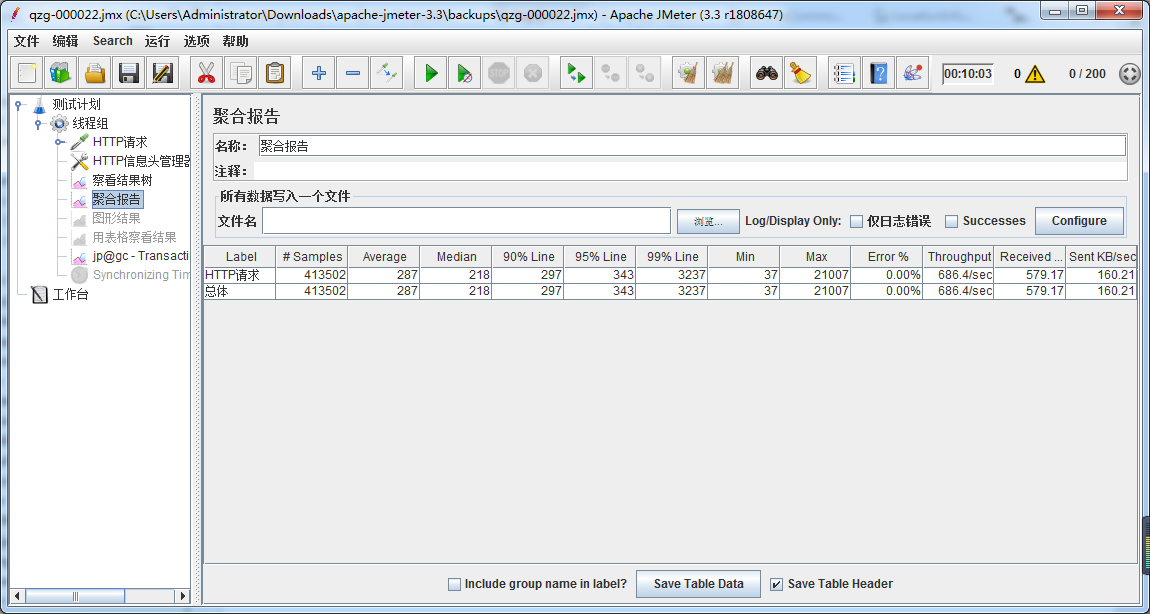 qzg-000022.jmx (C:\Users\Administrator\Downloads\apache-jmeter-3.3\backups\qzg-000022.jmx) - Apache JMeter (3.3 r1808647)
文件 编辑 Search 运行 选项 帮助
STOP 00:10:03 0 0 / 200
测试计划
线程组
HTTP请求
HTTP信息头管理器
察看结果树
聚合报告
图形结果
用表格察看结果
jp@gc - Transacti
Synchronizing Tim
工作台
聚合报告
名称: 聚合报告
注释:
所有数据写入一个文件
文件名 浏览... Log/Display Only: 仅日志错误 Successes Configure
Label # Samples Average Median 90% Line 95% Line 99% Line Min Max Error % Throughput Received ... Sent KB/sec
HTTP请求 413502 287 218 297 343 3237 37 21007 0.00% 686.4/sec 579.17 160.21
总体 413502 287 218 297 343 3237 37 21007 0.00% 686.4/sec 579.17 160.21
Include group name in label? Save Table Data Save Table Header